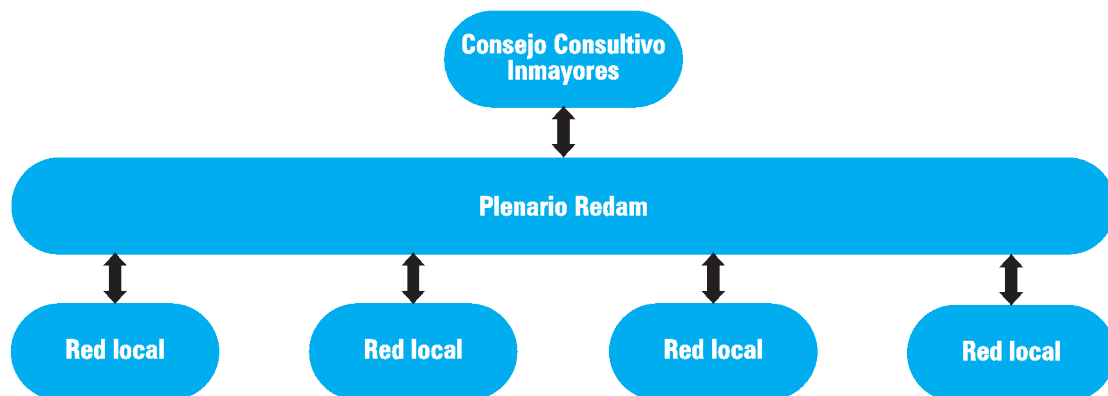 Consejo Consultivo
Inmayores
Plenario Redam
Red local
Red local
Red local
Red local